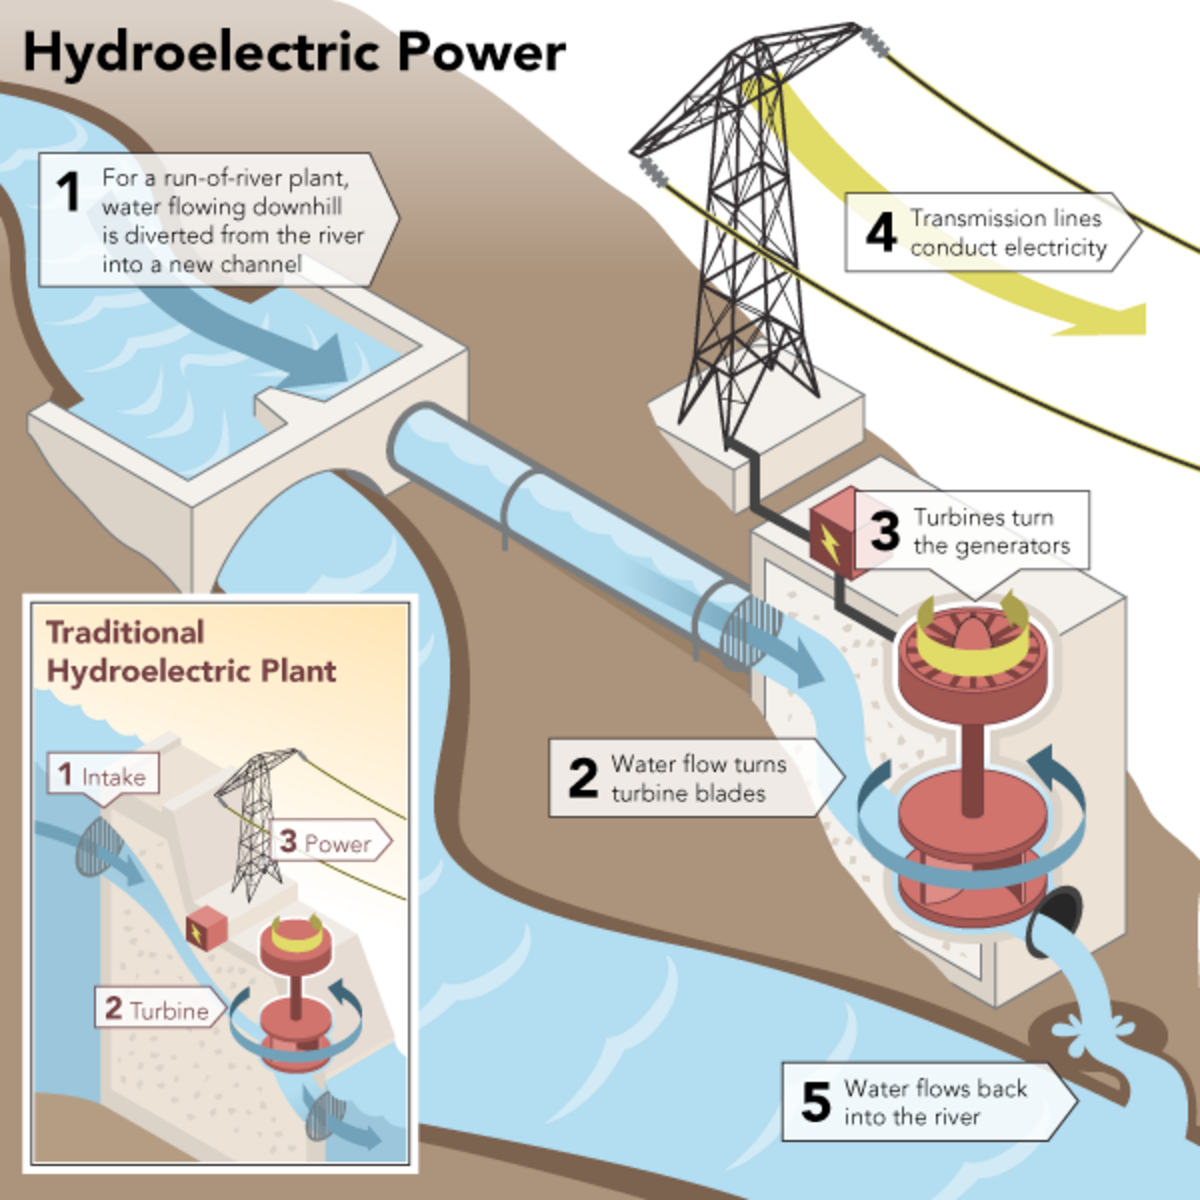 Hydroelectric Power
1 For a run-of-river plant,
water flowing downhill
is diverted from the river
into a new channel
4 Transmission lines
conduct electricity
3 Turbines turn
the generators
2 Water flow turns
turbine blades
5 Water flows back
into the river
Traditional
Hydroelectric Plant
1 Intake
3 Power
2 Turbine